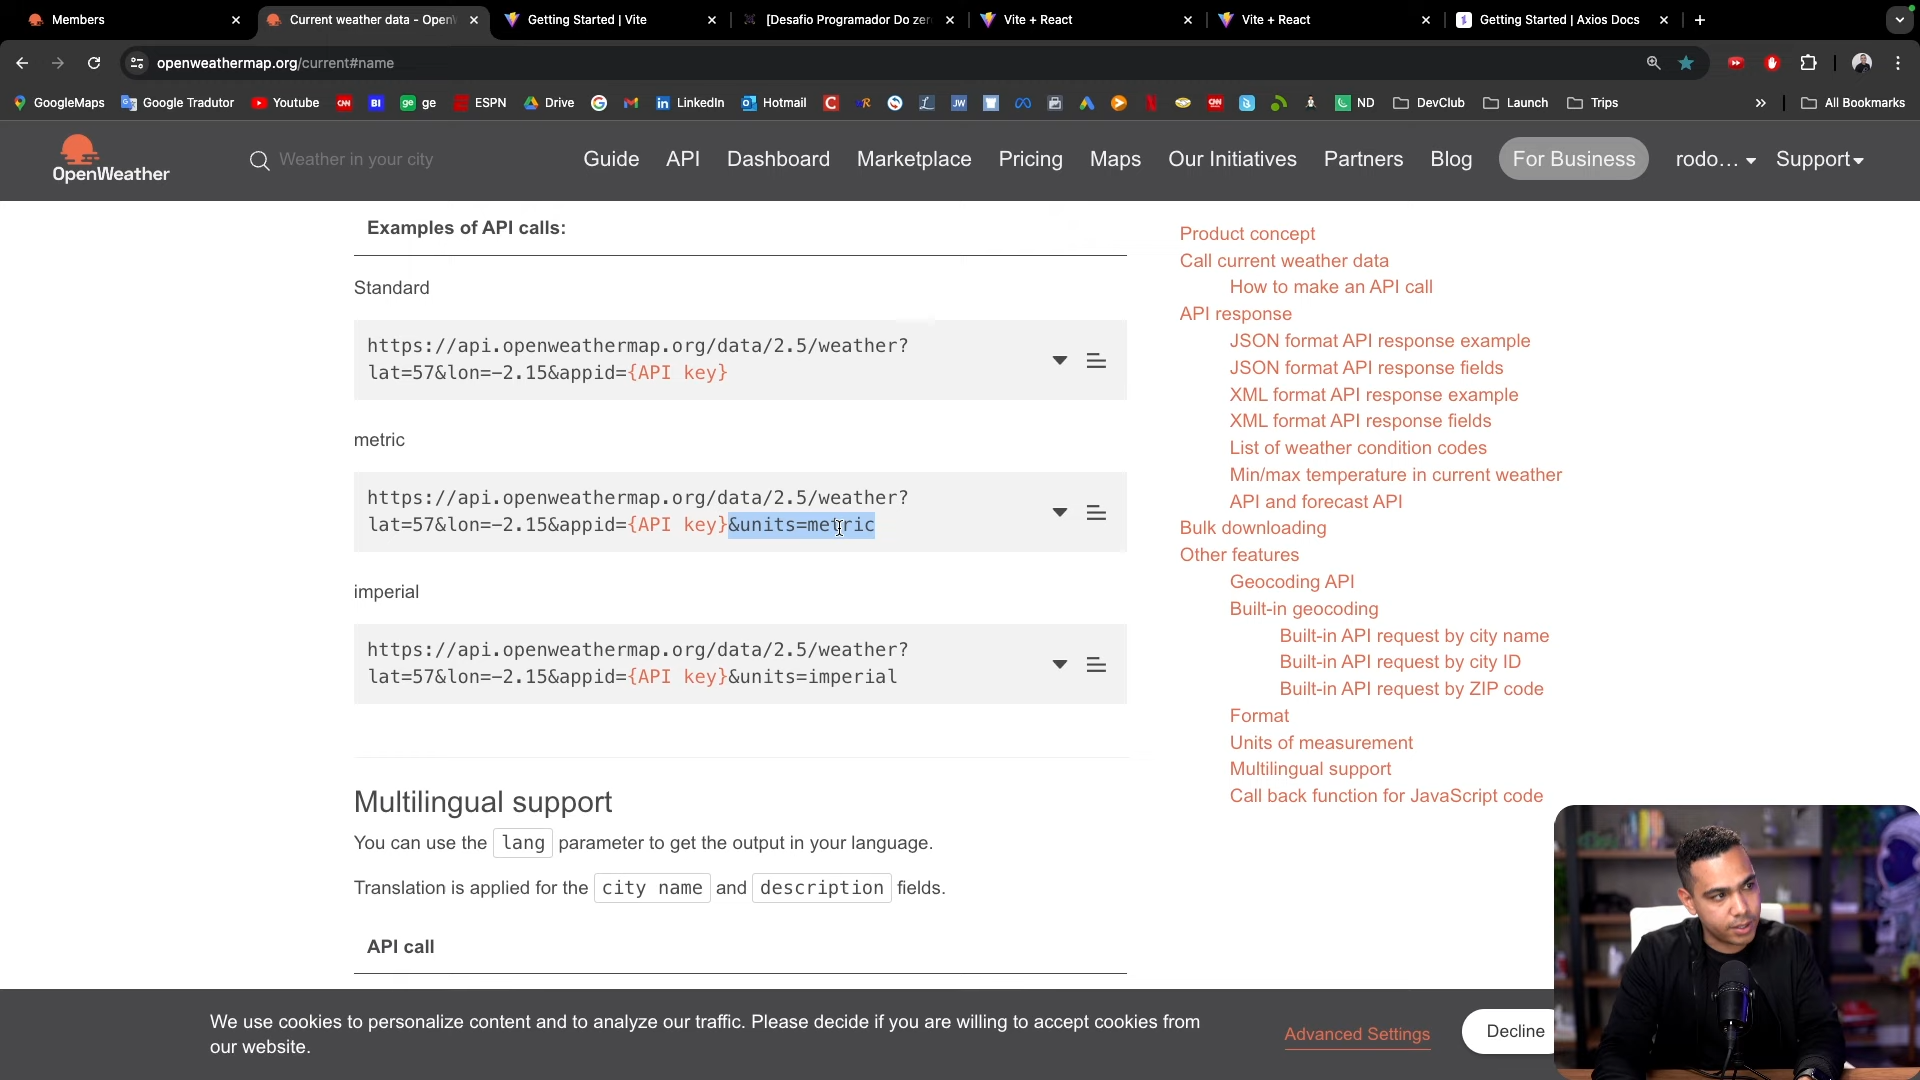 Members
Current weather data - Open
Getting Started | Vite
[Desafio Programador Do zer
Vite + React
Vite + React
Getting Started | Axios Docs
openweathermap.org/current#name
GoogleMaps
Google Tradutor
Youtube
CNN
BI
ge
ge
ESPN
Drive
LinkedIn
Hotmail
JW
CNN
ND
DevClub
Launch
Trips
All Bookmarks
OpenWeather
Weather in your city
Guide
API
Dashboard
Marketplace
Pricing
Maps
Our Initiatives
Partners
Blog
For Business
rodo...
Support
Examples of API calls:
Standard
https://api.openweathermap.org/data/2.5/weather?
lat=57&lon=-2.15&appid={API key}
metric
https://api.openweathermap.org/data/2.5/weather?
lat=57&lon=-2.15&appid={API key}&units=metric
imperial
https://api.openweathermap.org/data/2.5/weather?
lat=57&lon=-2.15&appid={API key}&units=imperial
Multilingual support
You can use the lang parameter to get the output in your language.
Translation is applied for the city name and description fields.
API call
Product concept
Call current weather data
How to make an API call
API response
JSON format API response example
JSON format API response fields
XML format API response example
XML format API response fields
List of weather condition codes
Min/max temperature in current weather
API and forecast API
Bulk downloading
Other features
Geocoding API
Built-in geocoding
Built-in API request by city name
Built-in API request by city ID
Built-in API request by ZIP code
Format
Units of measurement
Multilingual support
Call back function for JavaScript code
We use cookies to personalize content and to analyze our traffic. Please decide if you are willing to accept cookies from
our website.
Advanced Settings
Decline